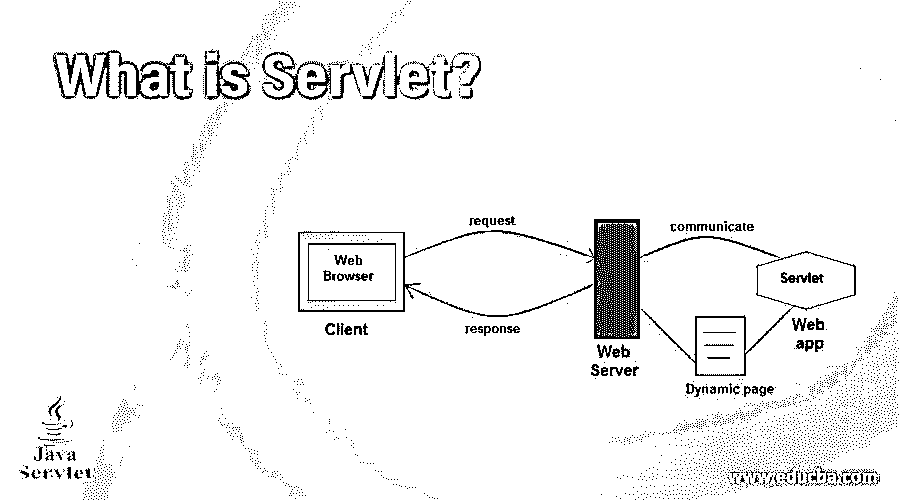 What is Servlet?
request
communicate
Web
Browser
Servlet
Client
response
Web
Server
Web
app
Dynamic page
Java
Servlet
www.educba.com